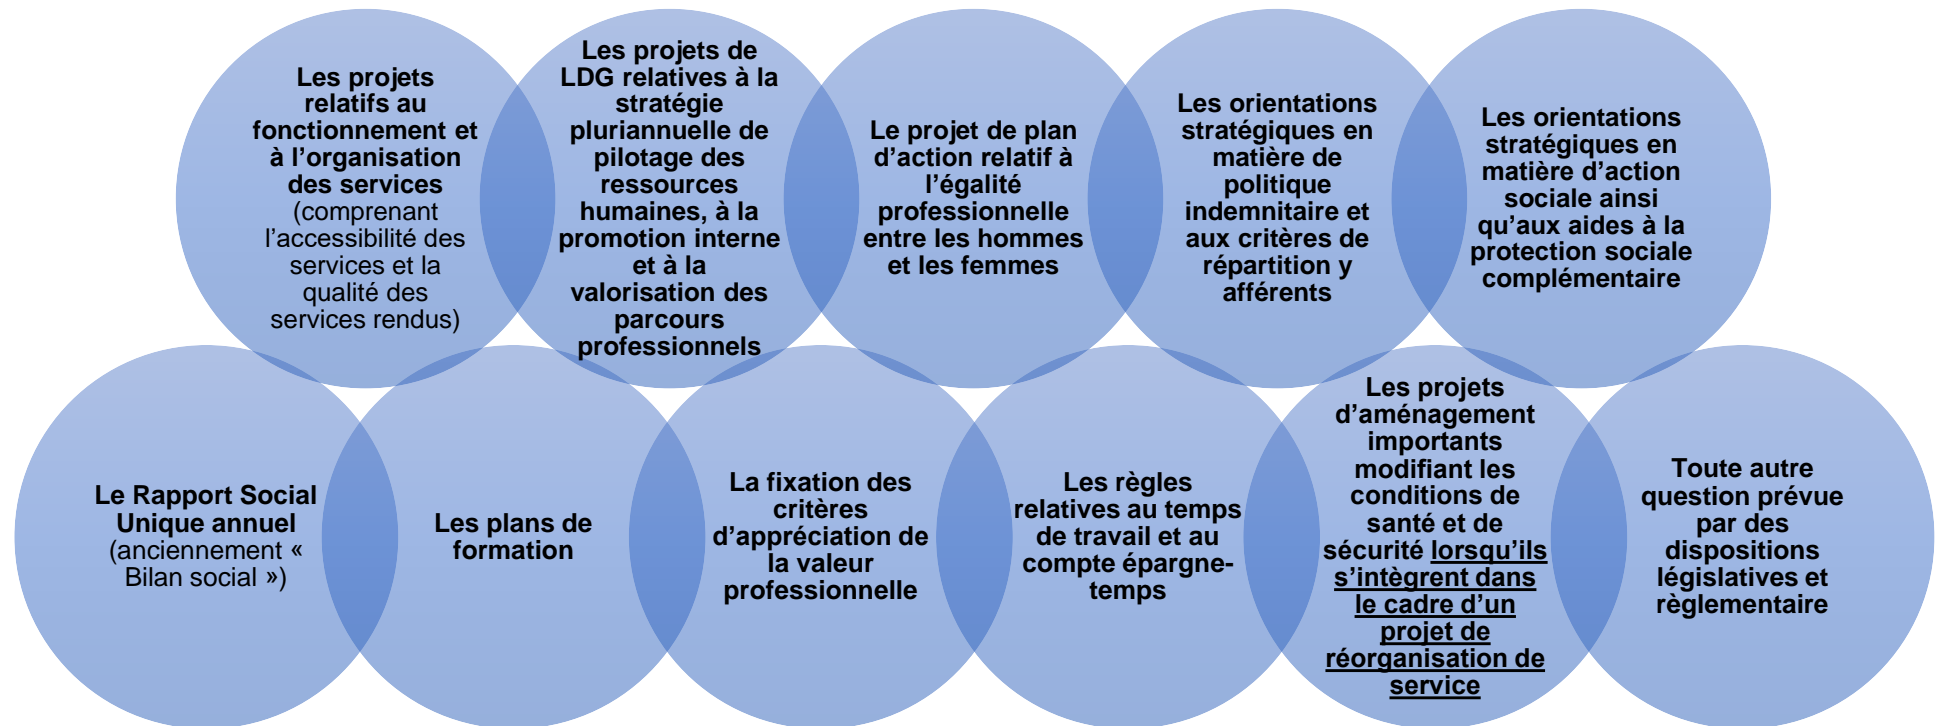 Les projets
relatifs au
fonctionnement et
à l’organisation
des services
(comprenant
l’accessibilité des
services et la
qualité des
services rendus)
Les projets de
LDG relatives à la
stratégie
pluriannuelle de
pilotage des
ressources
humaines, à la
promotion interne
et à la
valorisation des
parcours
professionnels
Le projet de plan
d’action relatif à
l’égalité
professionnelle
entre les hommes
et les femmes
Les orientations
stratégiques en
matière de
politique
indemnitaire et
aux critères de
répartition y
afférents
Les orientations
stratégiques en
matière d’action
sociale ainsi
qu’aux aides à la
protection sociale
complémentaire
Le Rapport Social
Unique annuel
(anciennement «
Bilan social »)
Les plans de
formation
La fixation des
critères
d’appréciation de
la valeur
professionnelle
Les règles
relatives au temps
de travail et au
compte épargne-
temps
Les projets
d’aménagement
importants
modifiant les
conditions de
santé et de
sécurité lorsqu’ils
s’intègrent dans
le cadre d’un
projet de
réorganisation de
service
Toute autre
question prévue
par des
dispositions
législatives et
règlementaire